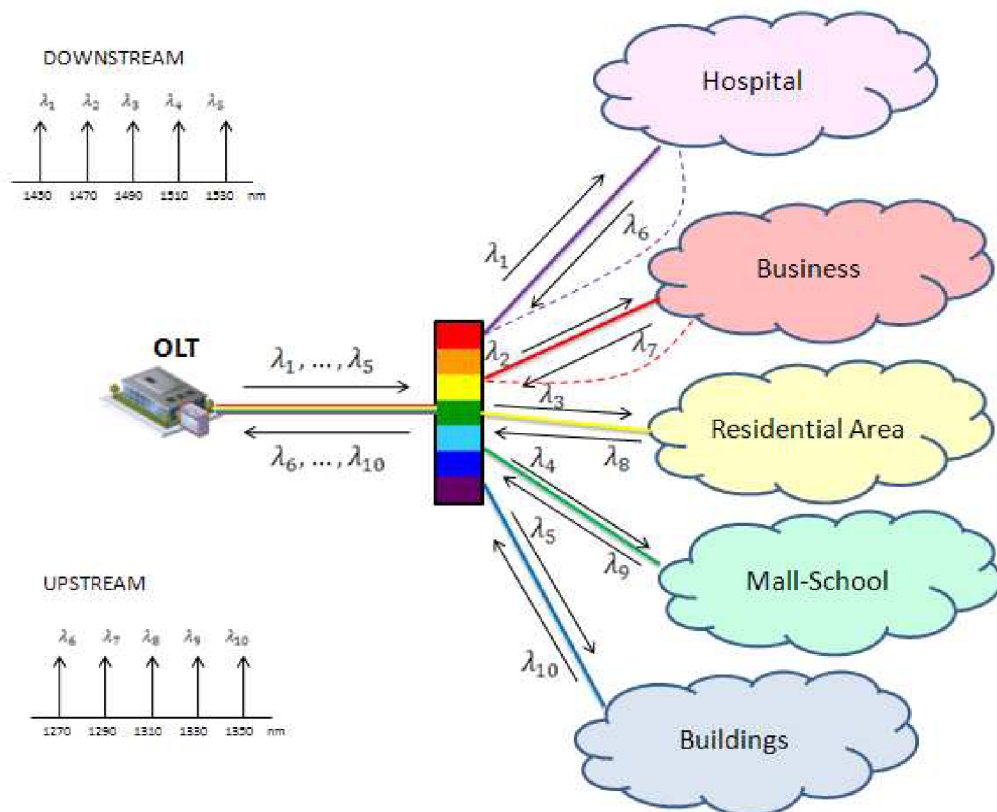 DOWNSTREAM
λ₁ λ₂ λ₃ λ₄ λ₅
1450 1470 1490 1510 1530 nm
Hospital
λ₁
λ₆
Business
λ₂
λ₇
OLT
λ₁, ... , λ₅
λ₆, ... , λ₁₀
λ₃
Residential Area
λ₈
λ₄
λ₅
λ₉
Mall-School
λ₁₀
Buildings
UPSTREAM
λ₆ λ₇ λ₈ λ₉ λ₁₀
1270 1290 1310 1330 1350 nm